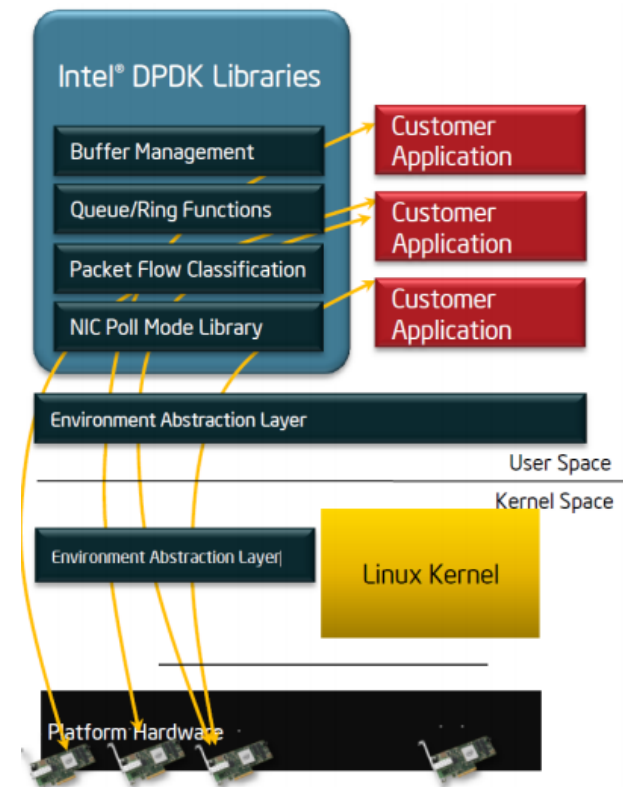 Intel® DPDK Libraries
Buffer Management
Queue/Ring Functions
Packet Flow Classification
NIC Poll Mode Library
Customer
Application
Customer
Application
Customer
Application
Environment Abstraction Layer
User Space
Kernel Space
Environment Abstraction Layer
Linux Kernel
Platform Hardware